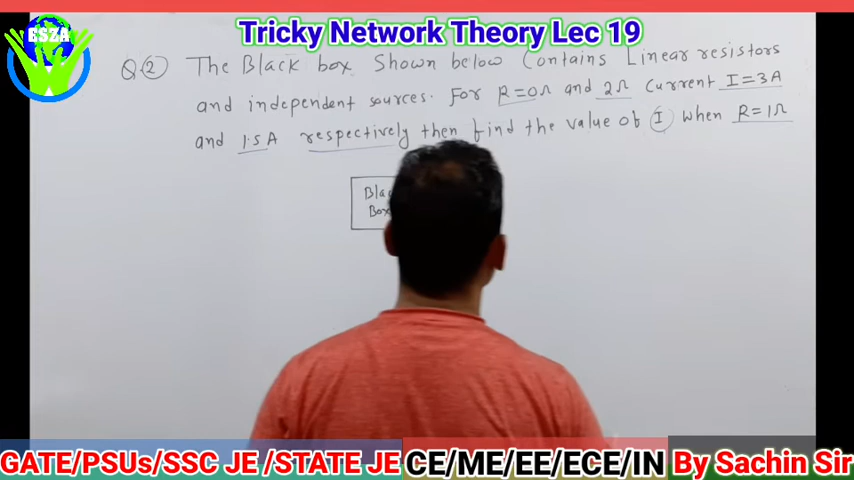 Tricky Network Theory Lec 19
ESZA
Q.② The Black box Shown below Contains Linear resistors
and independent sources. For R=0Ω and 2Ω Current I=3A
and 1.5A respectively then find the value of I when R=1Ω
Box
GATE/PSUs/SSC JE /STATE JE CE/ME/EE/ECE/IN By Sachin Sir